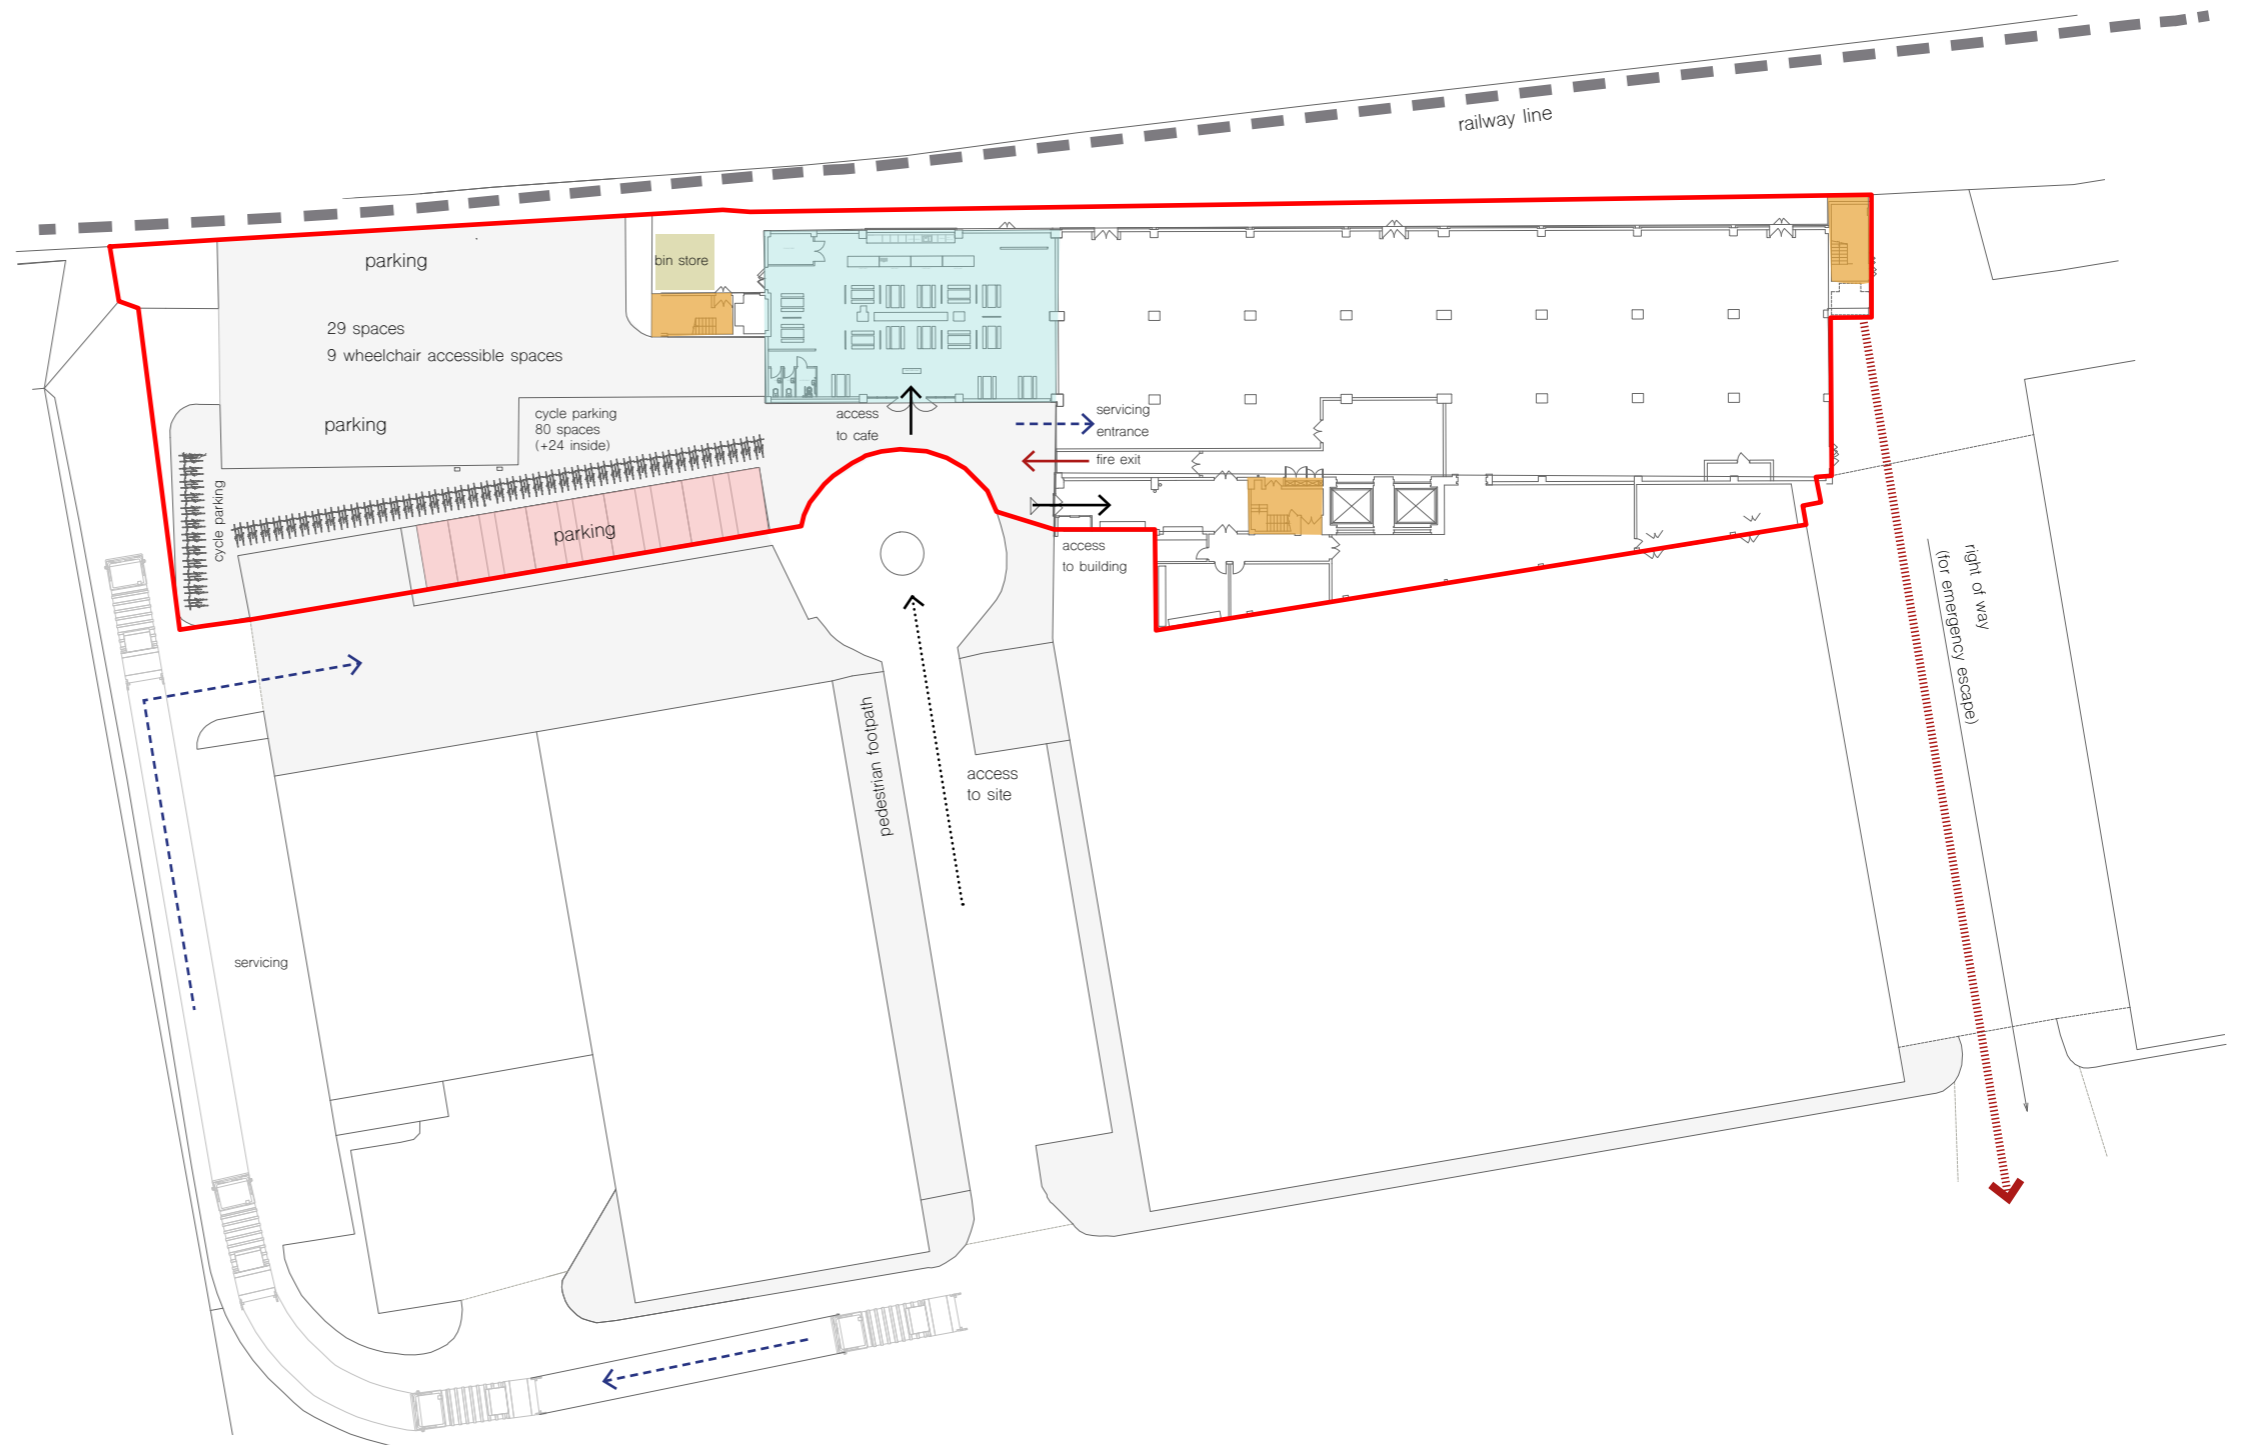 railway line
parking
bin store
29 spaces
9 wheelchair accessible spaces
parking
cycle parking
80 spaces
(+24 inside)
access
to cafe
servicing
entrance
fire exit
cycle parking
parking
access
to building
right of way
(for emergency escape)
pedestrian footpath
access
to site
servicing